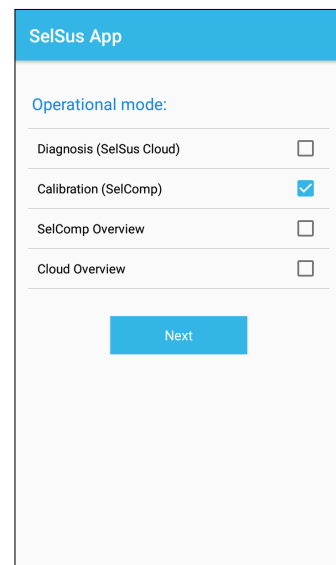 SelSus App
Operational mode:
Diagnosis (SelSus Cloud)
Calibration (SelComp)
SelComp Overview
Cloud Overview
Next